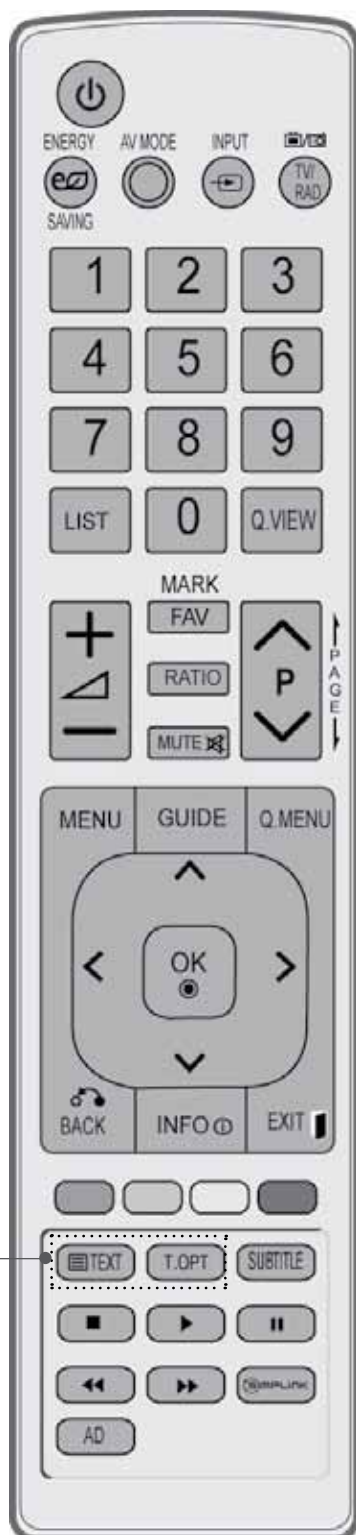 ENERGY AV MODE INPUT
TV/
RAD
SAVING
1 2 3
4 5 6
7 8 9
LIST 0 Q.VIEW
MARK
FAV
RATIO
P
PAGE
MUTE
MENU GUIDE Q.MENU
OK
BACK INFO EXIT
TEXT T.OPT SUBTITLE
SIMPLINK
AD